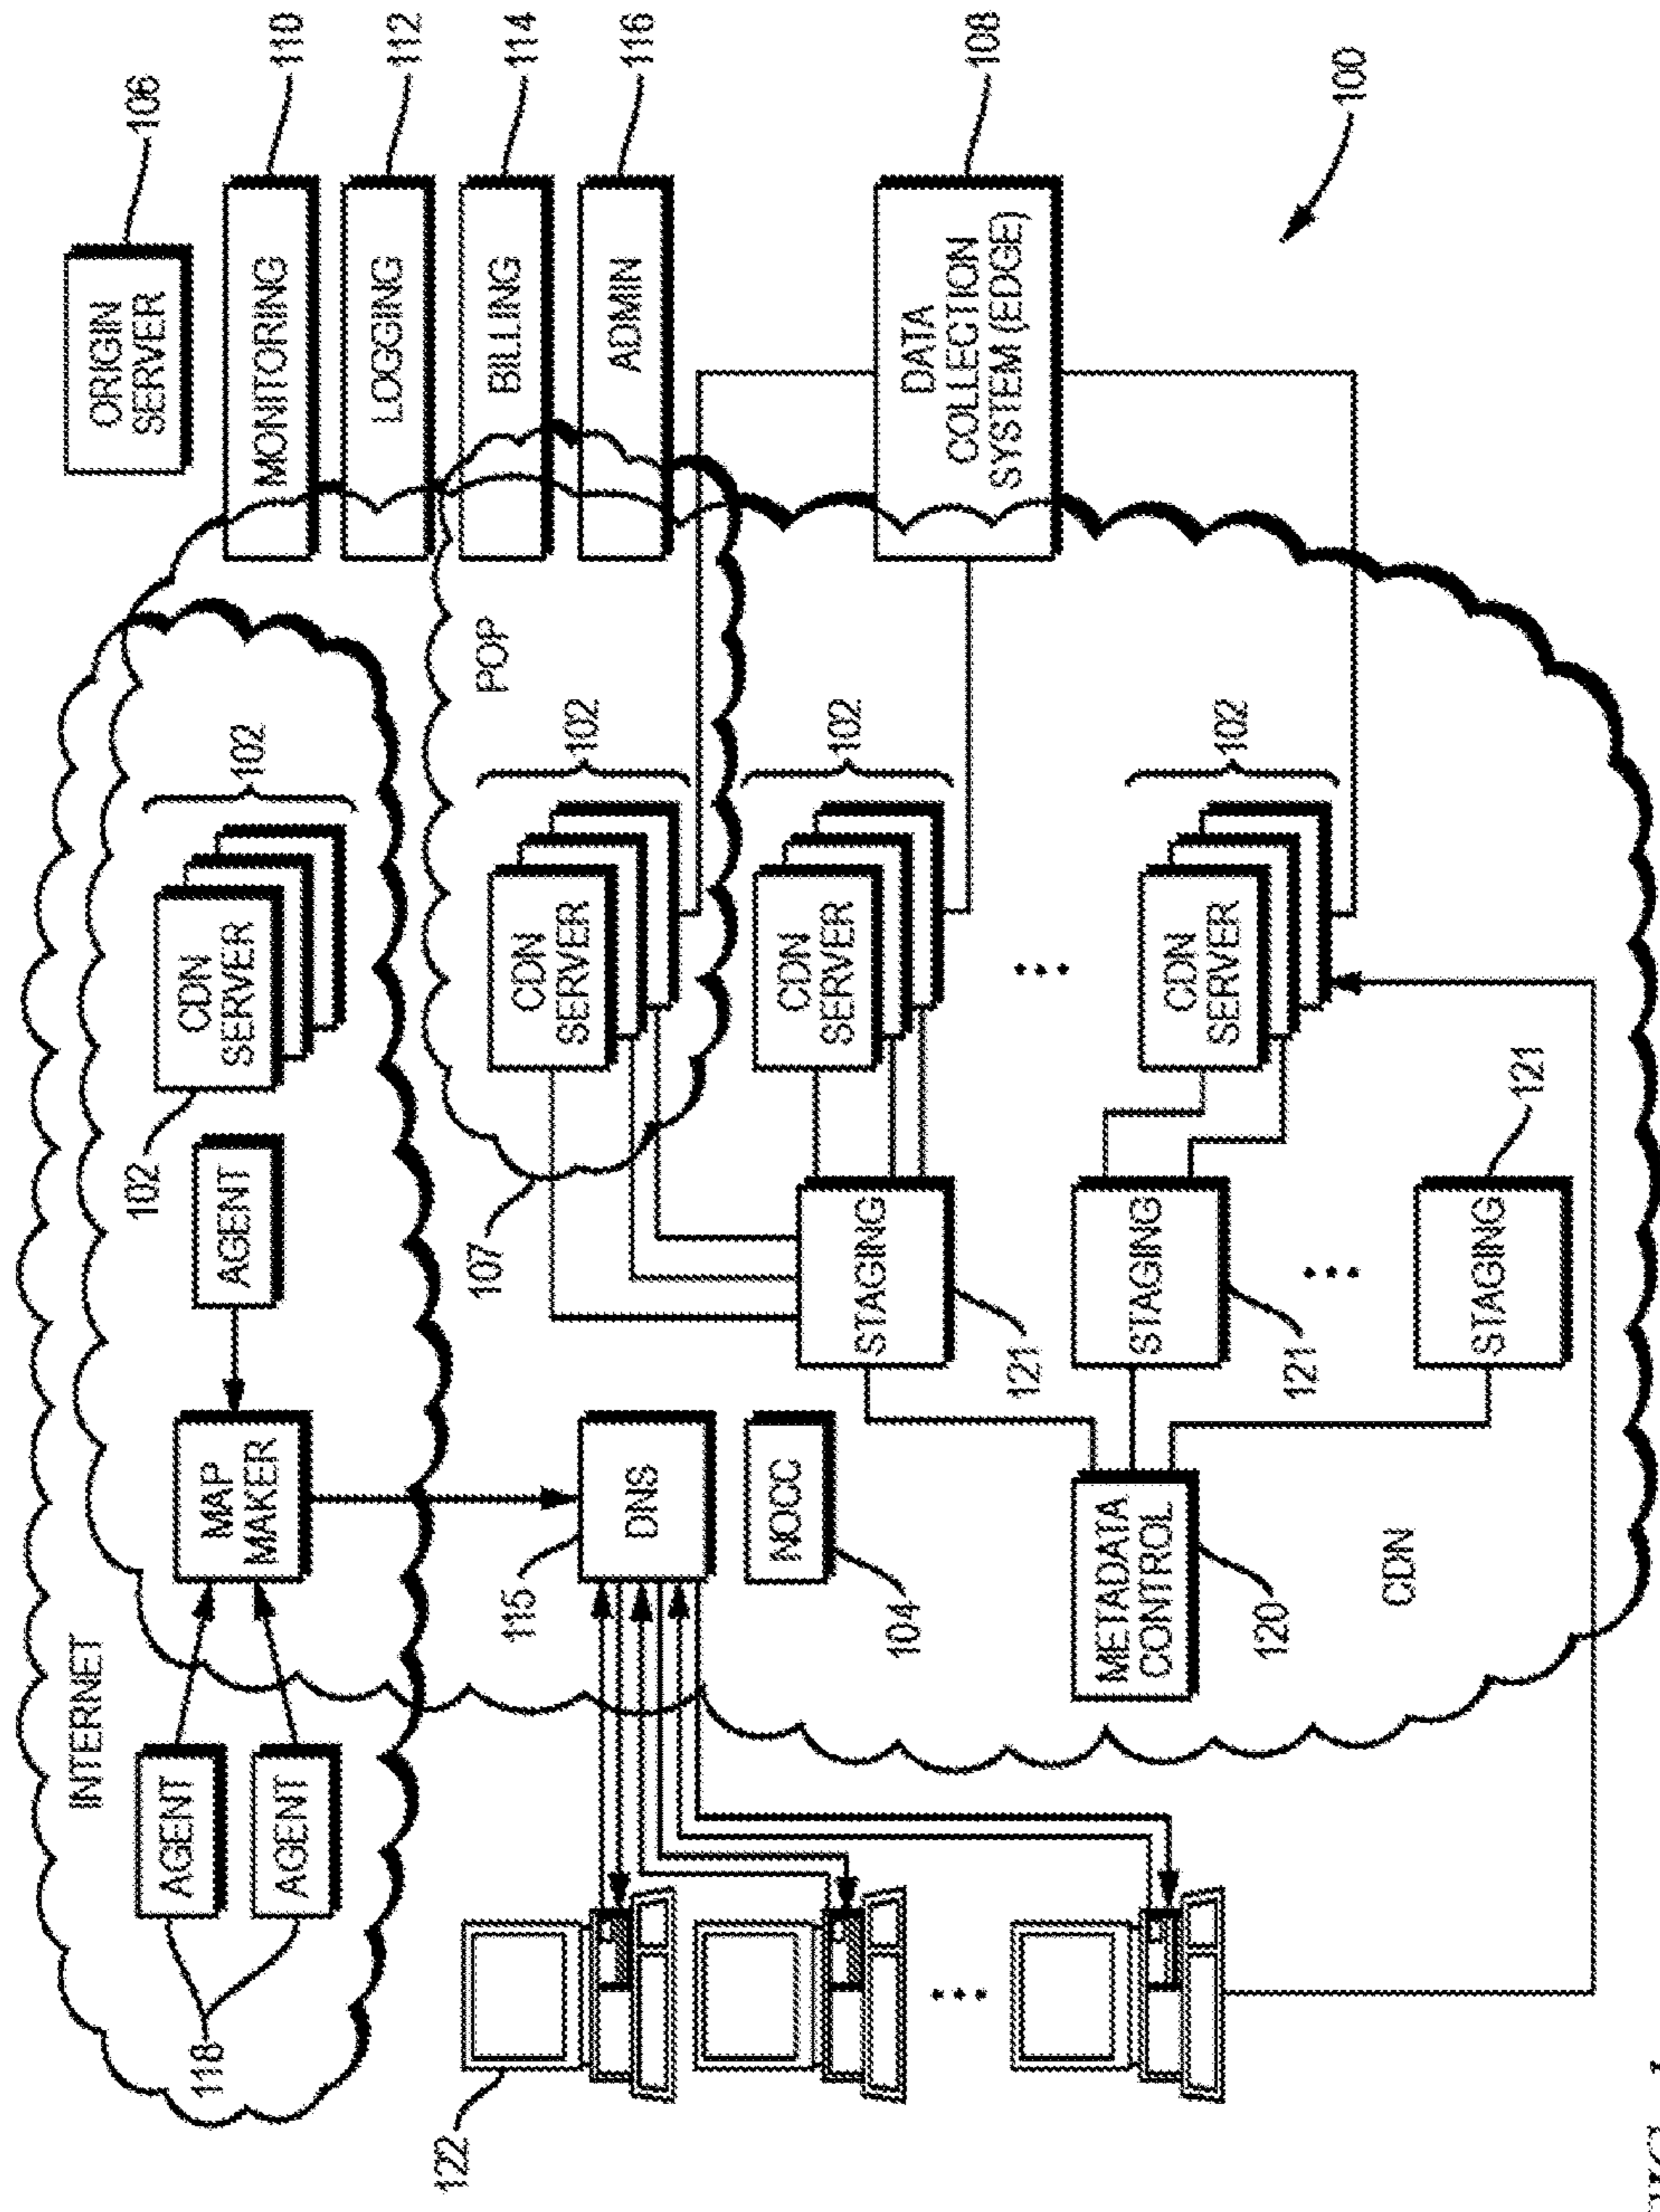 INTERNET
118
AGENT
AGENT
MAP
MAKER
AGENT
102
CDN
SERVER
102
ORIGIN
SERVER
106
MONITORING
110
LOGGING
112
BILLING
114
ADMIN
116
122
115
DNS
107
CDN
SERVER
102
POP
NOCC
104
STAGING
121
CDN
SERVER
102
DATA
COLLECTION
SYSTEM (EDGE)
108
METADATA
CONTROL
120
STAGING
121
CDN
SERVER
102
CDN
STAGING
121
100